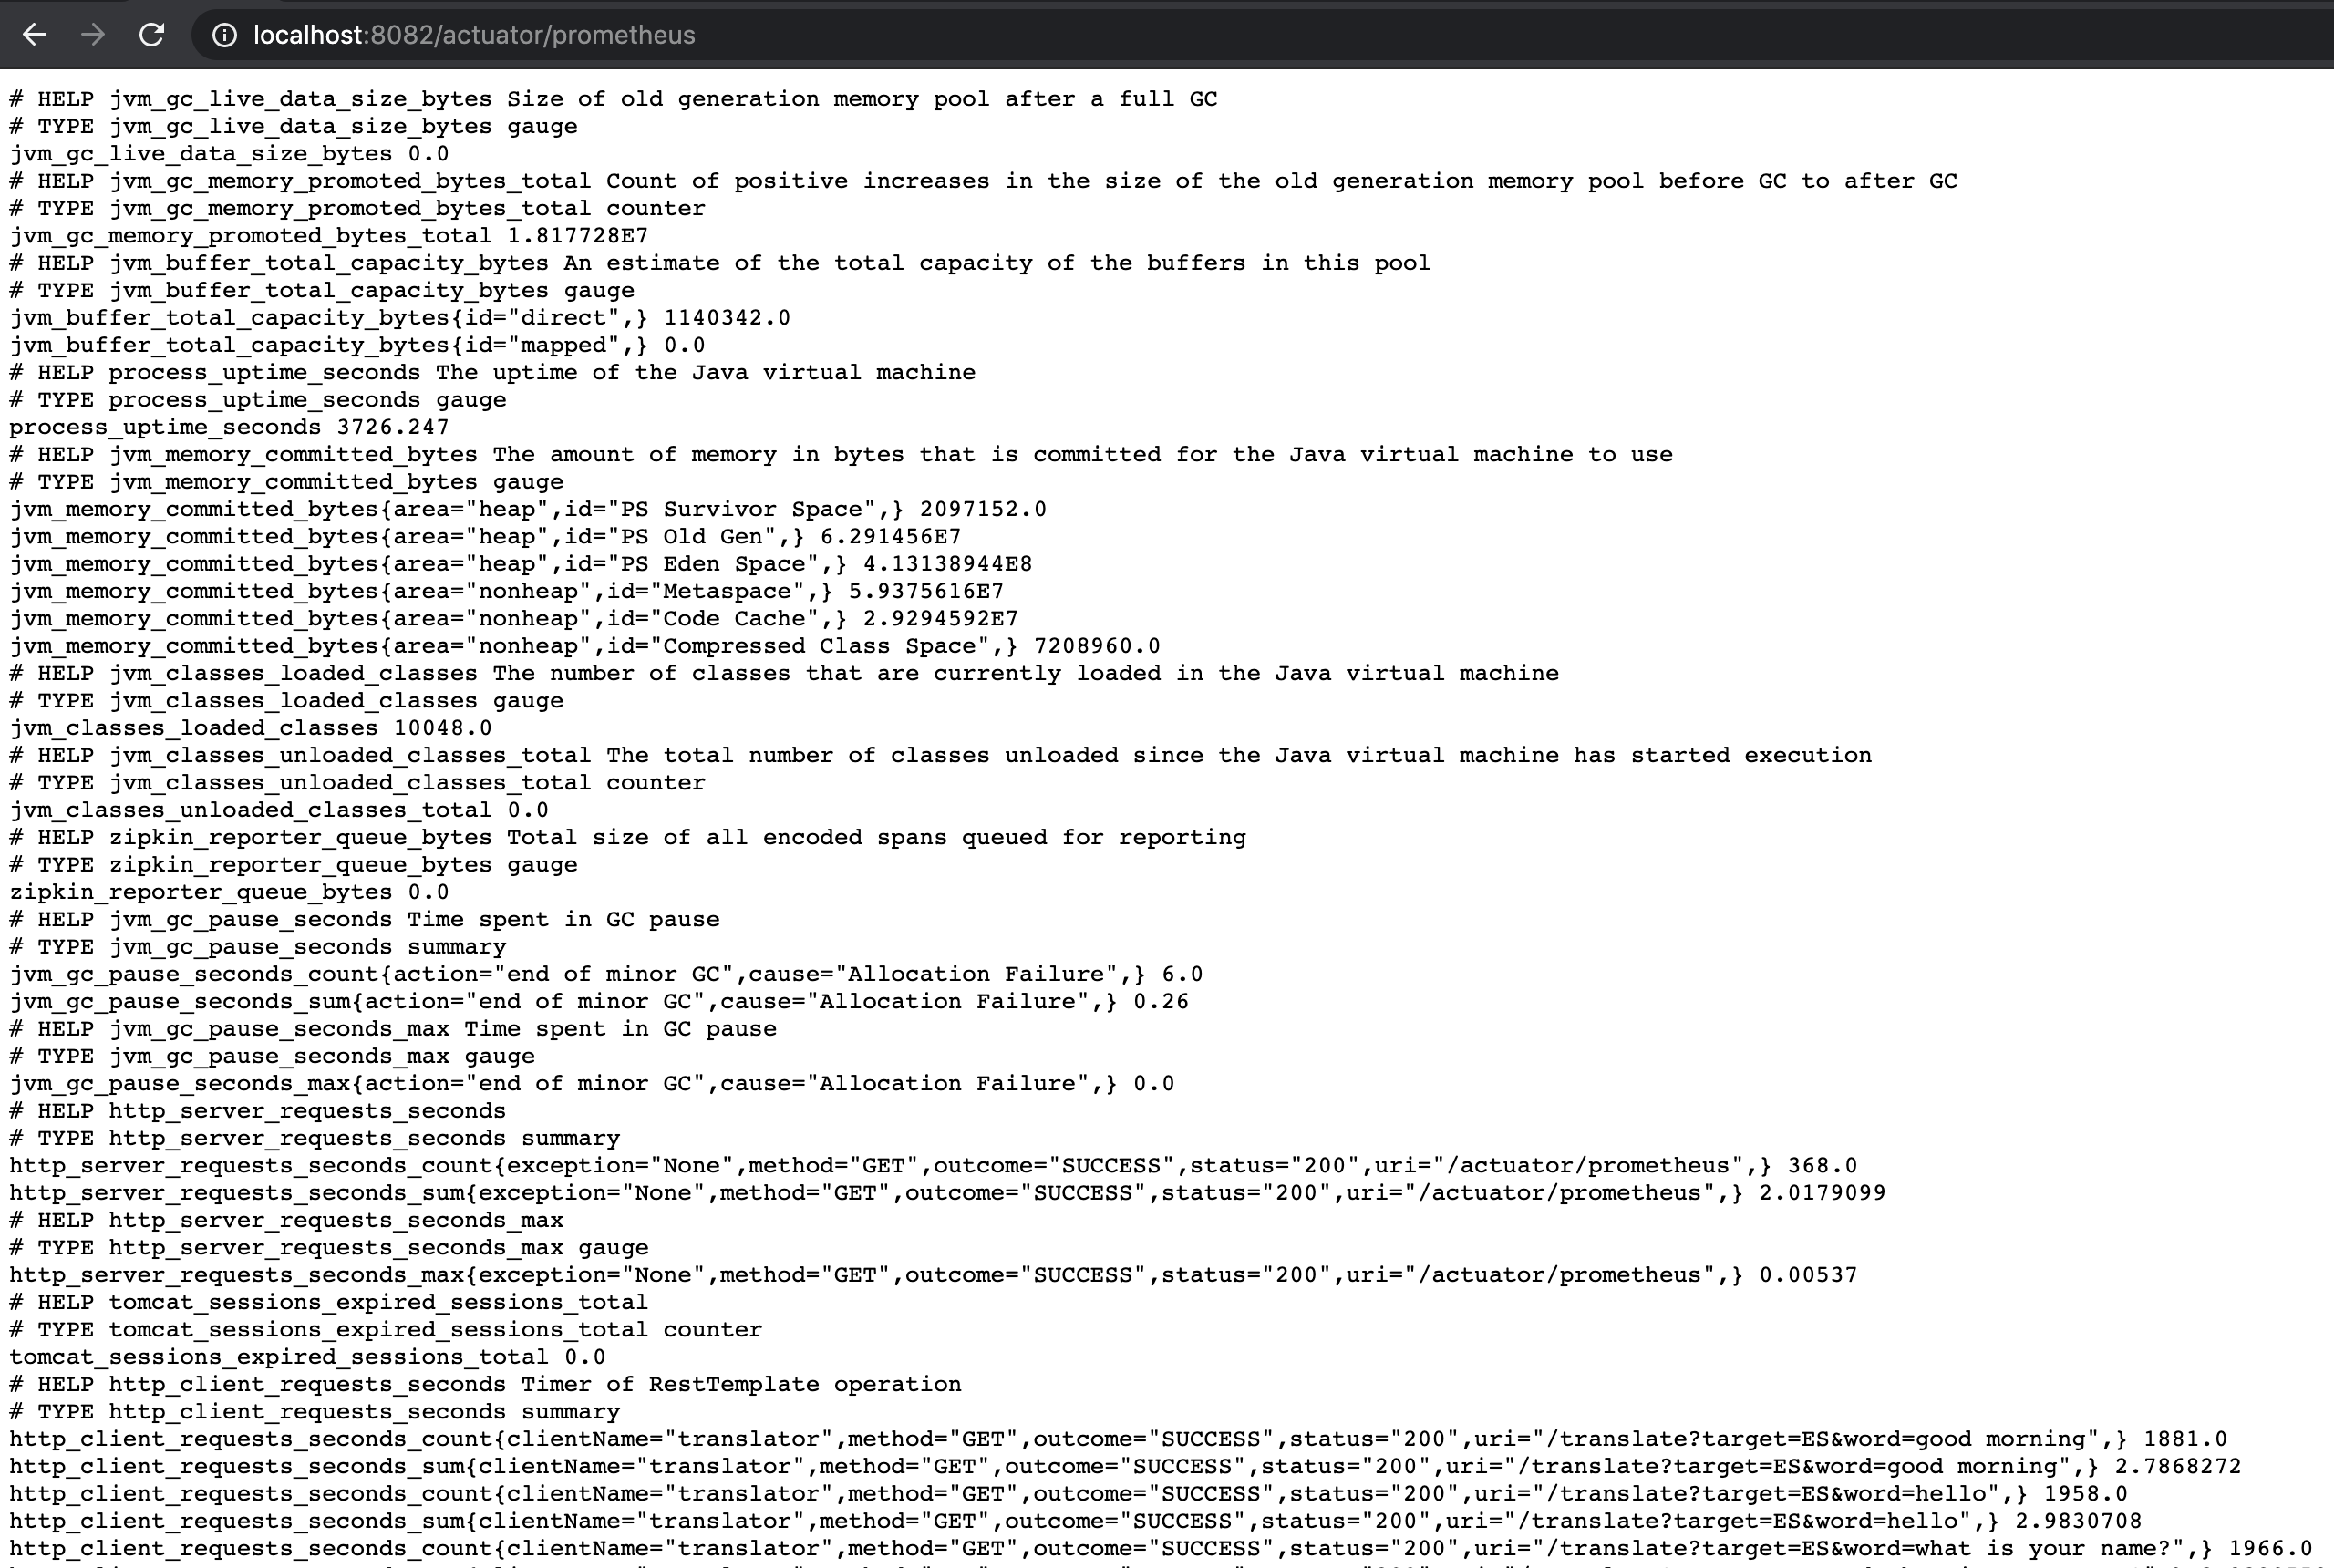 localhost:8082/actuator/prometheus
# HELP jvm_gc_live_data_size_bytes Size of old generation memory pool after a full GC
# TYPE jvm_gc_live_data_size_bytes gauge
jvm_gc_live_data_size_bytes 0.0
# HELP jvm_gc_memory_promoted_bytes_total Count of positive increases in the size of the old generation memory pool before GC to after GC
# TYPE jvm_gc_memory_promoted_bytes_total counter
jvm_gc_memory_promoted_bytes_total 1.817728E7
# HELP jvm_buffer_total_capacity_bytes An estimate of the total capacity of the buffers in this pool
# TYPE jvm_buffer_total_capacity_bytes gauge
jvm_buffer_total_capacity_bytes{id="direct",} 1140342.0
jvm_buffer_total_capacity_bytes{id="mapped",} 0.0
# HELP process_uptime_seconds The uptime of the Java virtual machine
# TYPE process_uptime_seconds gauge
process_uptime_seconds 3726.247
# HELP jvm_memory_committed_bytes The amount of memory in bytes that is committed for the Java virtual machine to use
# TYPE jvm_memory_committed_bytes gauge
jvm_memory_committed_bytes{area="heap",id="PS Survivor Space",} 2097152.0
jvm_memory_committed_bytes{area="heap",id="PS Old Gen",} 6.291456E7
jvm_memory_committed_bytes{area="heap",id="PS Eden Space",} 4.13138944E8
jvm_memory_committed_bytes{area="nonheap",id="Metaspace",} 5.9375616E7
jvm_memory_committed_bytes{area="nonheap",id="Code Cache",} 2.9294592E7
jvm_memory_committed_bytes{area="nonheap",id="Compressed Class Space",} 7208960.0
# HELP jvm_classes_loaded_classes The number of classes that are currently loaded in the Java virtual machine
# TYPE jvm_classes_loaded_classes gauge
jvm_classes_loaded_classes 10048.0
# HELP jvm_classes_unloaded_classes_total The total number of classes unloaded since the Java virtual machine has started execution
# TYPE jvm_classes_unloaded_classes_total counter
jvm_classes_unloaded_classes_total 0.0
# HELP zipkin_reporter_queue_bytes Total size of all encoded spans queued for reporting
# TYPE zipkin_reporter_queue_bytes gauge
zipkin_reporter_queue_bytes 0.0
# HELP jvm_gc_pause_seconds Time spent in GC pause
# TYPE jvm_gc_pause_seconds summary
jvm_gc_pause_seconds_count{action="end of minor GC",cause="Allocation Failure",} 6.0
jvm_gc_pause_seconds_sum{action="end of minor GC",cause="Allocation Failure",} 0.26
# HELP jvm_gc_pause_seconds_max Time spent in GC pause
# TYPE jvm_gc_pause_seconds_max gauge
jvm_gc_pause_seconds_max{action="end of minor GC",cause="Allocation Failure",} 0.0
# HELP http_server_requests_seconds
# TYPE http_server_requests_seconds summary
http_server_requests_seconds_count{exception="None",method="GET",outcome="SUCCESS",status="200",uri="/actuator/prometheus",} 368.0
http_server_requests_seconds_sum{exception="None",method="GET",outcome="SUCCESS",status="200",uri="/actuator/prometheus",} 2.0179099
# HELP http_server_requests_seconds_max
# TYPE http_server_requests_seconds_max gauge
http_server_requests_seconds_max{exception="None",method="GET",outcome="SUCCESS",status="200",uri="/actuator/prometheus",} 0.00537
# HELP tomcat_sessions_expired_sessions_total
# TYPE tomcat_sessions_expired_sessions_total counter
tomcat_sessions_expired_sessions_total 0.0
# HELP http_client_requests_seconds Timer of RestTemplate operation
# TYPE http_client_requests_seconds summary
http_client_requests_seconds_count{clientName="translator",method="GET",outcome="SUCCESS",status="200",uri="/translate?target=ES&word=good morning",} 1881.0
http_client_requests_seconds_sum{clientName="translator",method="GET",outcome="SUCCESS",status="200",uri="/translate?target=ES&word=good morning",} 2.7868272
http_client_requests_seconds_count{clientName="translator",method="GET",outcome="SUCCESS",status="200",uri="/translate?target=ES&word=hello",} 1958.0
http_client_requests_seconds_sum{clientName="translator",method="GET",outcome="SUCCESS",status="200",uri="/translate?target=ES&word=hello",} 2.9830708
http_client_requests_seconds_count{clientName="translator",method="GET",outcome="SUCCESS",status="200",uri="/translate?target=ES&word=what is your name?",} 1966.0